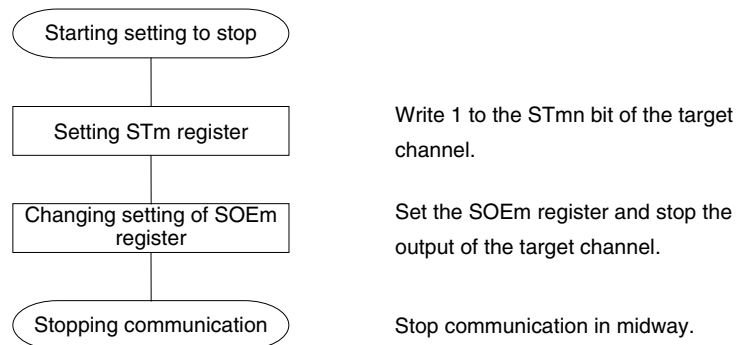 Starting setting to stop
Setting STm register
Write 1 to the STmn bit of the target
channel.
Changing setting of SOEm
register
Set the SOEm register and stop the
output of the target channel.
Stopping communication
Stop communication in midway.